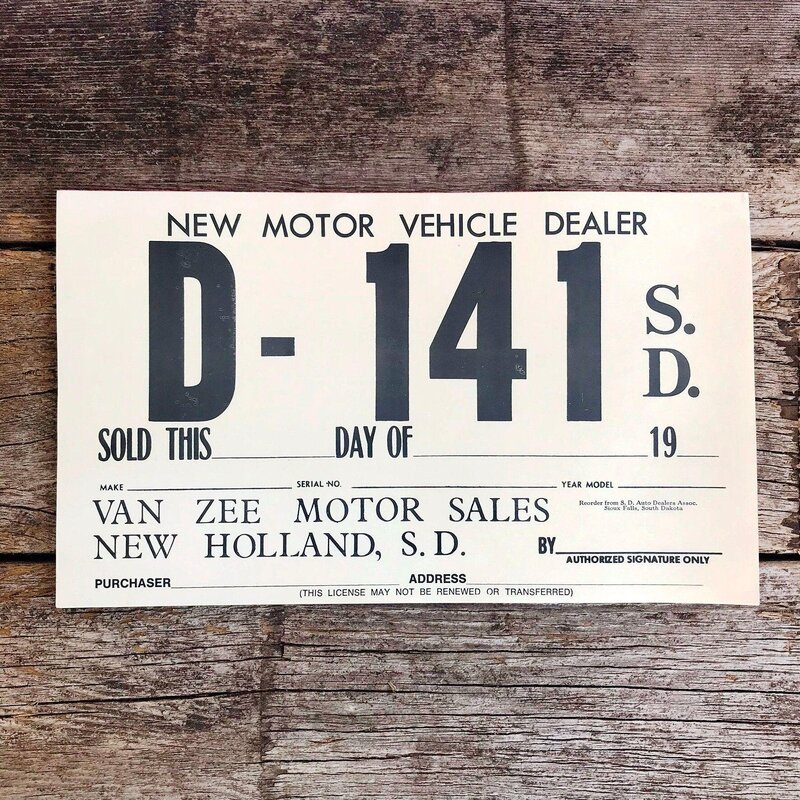 NEW MOTOR VEHICLE DEALER
D-141 S. D.
SOLD THIS DAY OF 19
MAKE SERIAL NO. YEAR MODEL
VAN ZEE MOTOR SALES
NEW HOLLAND, S. D.
Reorder from S. D. Auto Dealers Assoc.
Sioux Falls, South Dakota
BY
AUTHORIZED SIGNATURE ONLY
PURCHASER ADDRESS
(THIS LICENSE MAY NOT BE RENEWED OR TRANSFERRED)